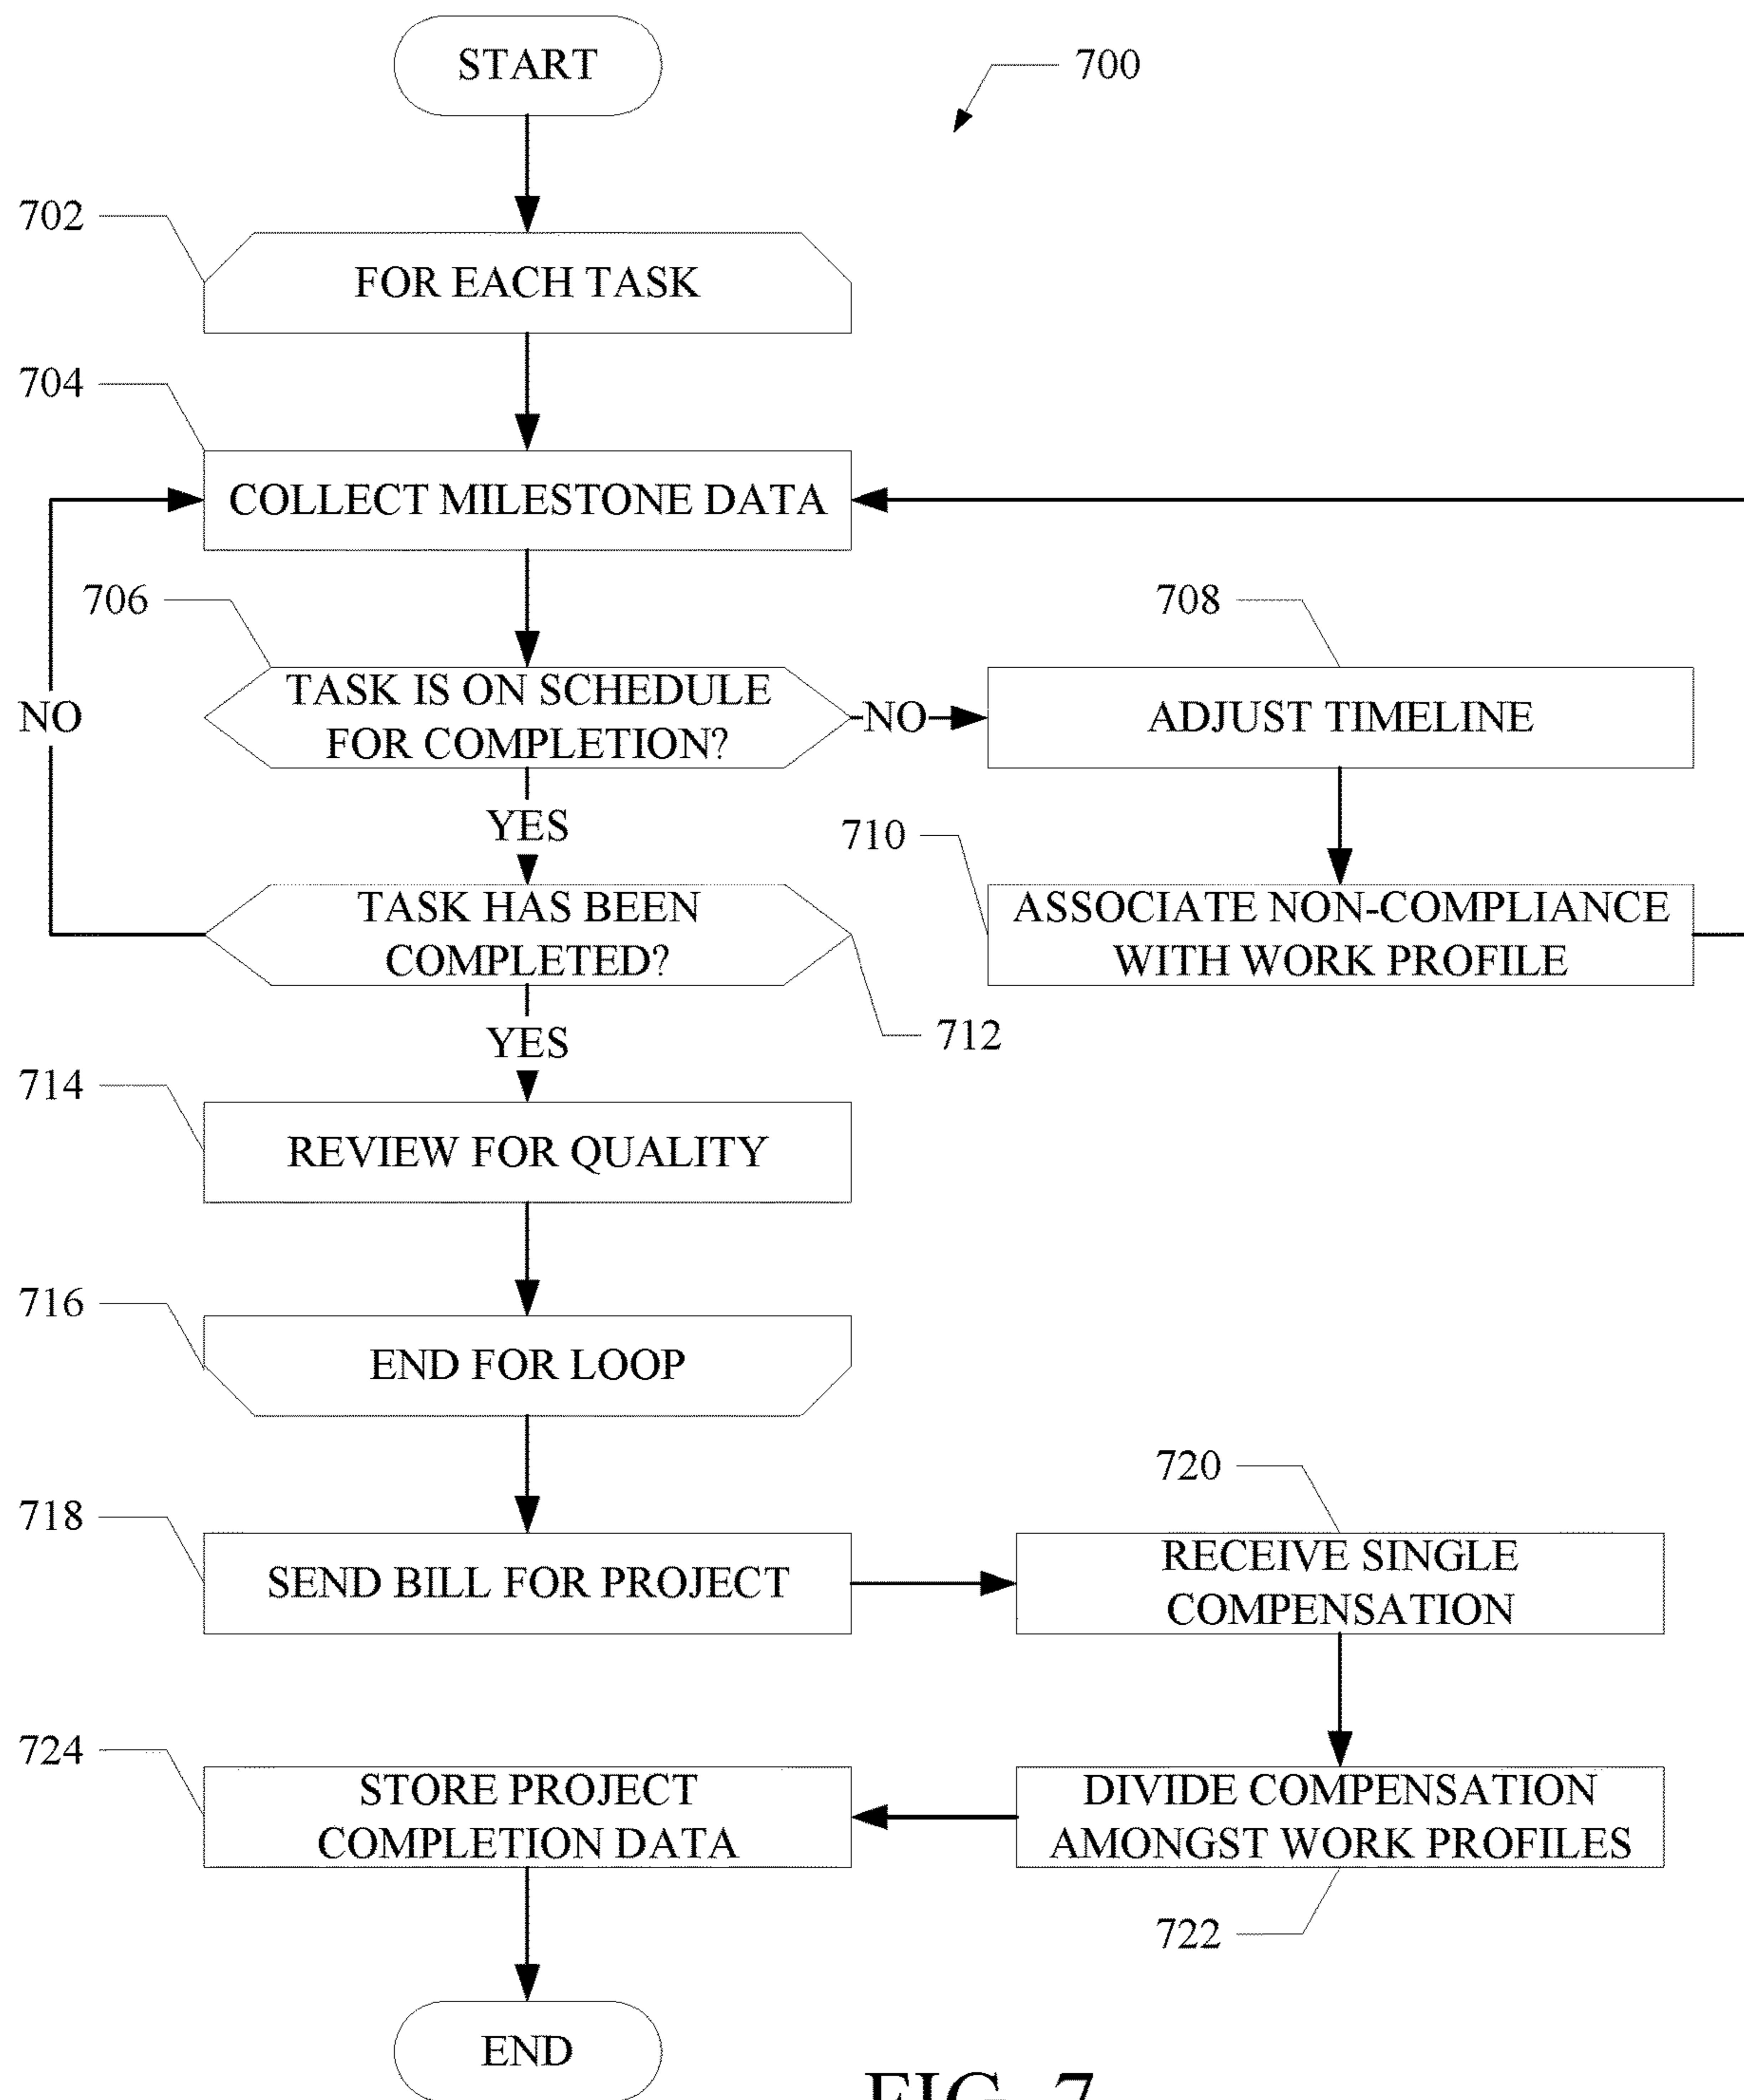 START
700
702
FOR EACH TASK
704
COLLECT MILESTONE DATA
706
708
TASK IS ON SCHEDULE
FOR COMPLETION?
NO
ADJUST TIMELINE
NO
YES
710
TASK HAS BEEN
COMPLETED?
ASSOCIATE NON-COMPLIANCE
WITH WORK PROFILE
712
YES
714
REVIEW FOR QUALITY
716
END FOR LOOP
718
720
SEND BILL FOR PROJECT
RECEIVE SINGLE
COMPENSATION
724
STORE PROJECT
COMPLETION DATA
DIVIDE COMPENSATION
AMONGST WORK PROFILES
722
END
FIG. 7